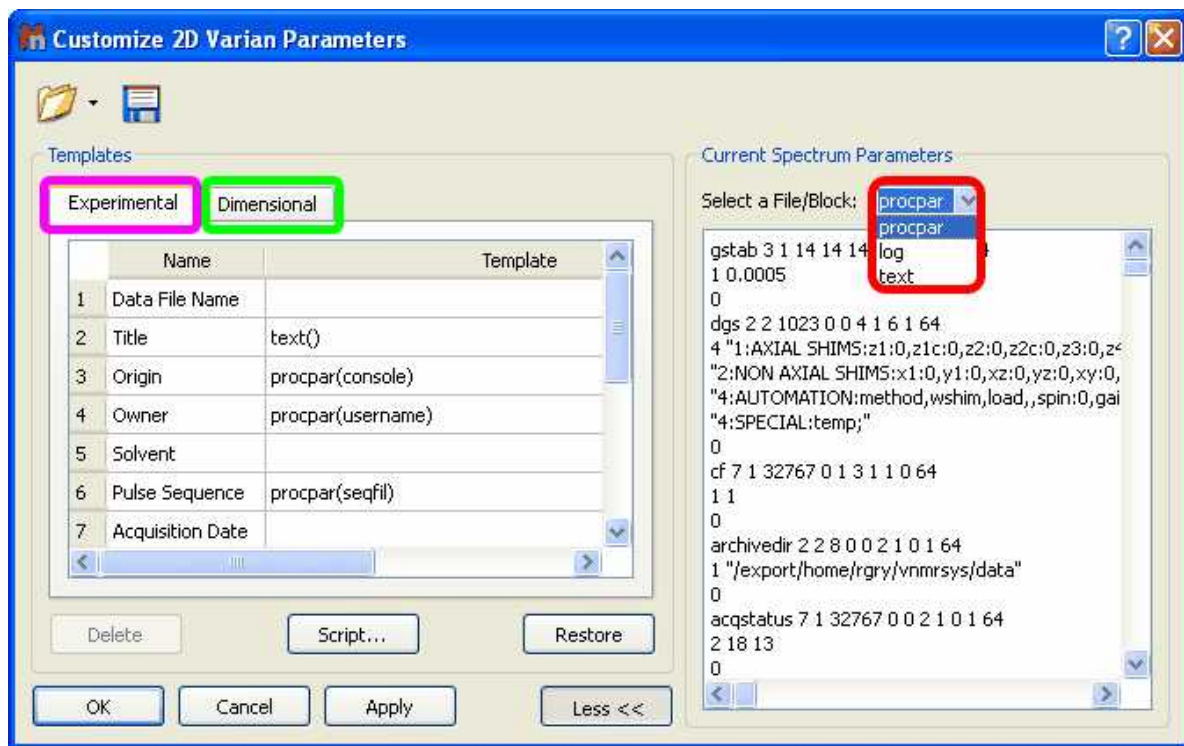 Customize 2D Varian Parameters
Templates
Experimental
Dimensional
Name Template
1 Data File Name
2 Title text()
3 Origin procpar(console)
4 Owner procpar(username)
5 Solvent
6 Pulse Sequence procpar(seqfil)
7 Acquisition Date
Delete
Script...
Restore
OK
Cancel
Apply
Less <<
Current Spectrum Parameters
Select a File/Block: procpar
procpar
log
text
gstab 3 1 14 14 14
1 0.0005
0
dgs 2 2 1023 0 0 4 1 6 1 64
4 "1:AXIAL SHIMS:z1:0,z1c:0,z2:0,z2c:0,z3:0,z4
"2:NON AXIAL SHIMS:x1:0,y1:0,xz:0,yz:0,xy:0,
"4:AUTOMATION:method,wshim,load,,spin:0,gai
"4:SPECIAL:temp;"
0
cf 7 1 32767 0 1 3 1 1 0 64
1 1
0
archivedir 2 2 8 0 0 2 1 0 1 64
1 "/export/home/rgry/vnmrsys/data"
0
acqstatus 7 1 32767 0 0 2 1 0 1 64
2 18 13
0